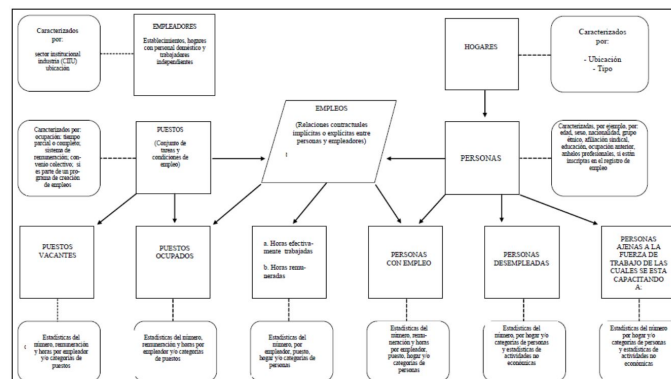 Caracterizados
por:
sector institucional
industria (CIIU)
ubicación
EMPLEADORES
Establecimientos, hogares
con personal doméstico y
trabajadores
independientes
HOGARES
Caracterizados
por:
- Ubicación
- Tipo
Caracterizados por:
ocupación: tiempo
parcial o completo;
sistema de
remuneración; con-
venio colectivo; si
es parte de un pro-
grama de creación
de empleos
PUESTOS
(Conjunto de
tareas y
condiciones de
empleo)
EMPLEOS
(Relaciones contractuales
implícitas o explícitas entre
personas y empleadores)
PERSONAS
Caracterizadas, por ejemplo, por:
edad, sexo, nacionalidad, grupo
étnico, afiliación sindical,
educación, ocupación anterior,
anhelos profesionales, si están
inscriptas en el registro de
empleo
PUESTOS
VACANTES
PUESTOS
OCUPADOS
a. Horas efectiva-
mente trabajadas
b. Horas remu-
neradas
PERSONAS
CON EMPLEO
PERSONAS
DESEMPLEADAS
PERSONAS
AJENAS A LA
FUERZA DE
TRABAJO DE LAS
CUALES SE ESTA
CAPACITANDO
A:
Estadísticas del
número, remuneración
y horas por empleador
y/o categorías de
puestos
Estadísticas del número,
remuneración y horas por
empleador y/o categorías
de puestos
Estadísticas del
número, por
empleador, puesto,
hogar y/o categorías de
personas
Estadísticas del
número, remu-
neración y horas
por empleador,
puesto, hogar y/o
categorías de
personas
Estadísticas del
número, por hogar y/o
categorías de personas
y estadísticas de
actividades no
económicas
Estadísticas del
número por hogar y/o
categorías de personas
y estadísticas de
actividades no
económicas